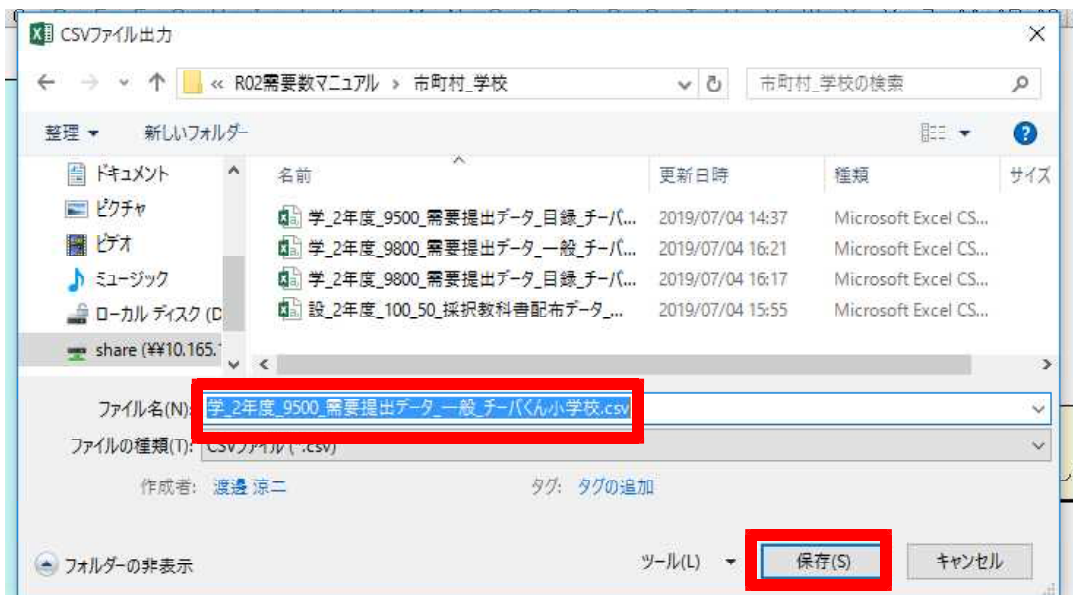 CSVファイル出力
« R02需要数マニュアル › 市町村_学校
市町村_学校の検索
整理 新しいフォルダー
名前 更新日時 種類 サイズ
ドキュメント
ピクチャ
ビデオ
ミュージック
ローカル ディスク (D
share (¥¥10.165.
学_2年度_9500_需要提出データ_目録_チーバ... 2019/07/04 14:37 Microsoft Excel CS...
学_2年度_9800_需要提出データ_一般_チーバ... 2019/07/04 16:21 Microsoft Excel CS...
学_2年度_9800_需要提出データ_目録_チーバ... 2019/07/04 16:17 Microsoft Excel CS...
設_2年度_100_50_採択教科書配布データ_... 2019/07/04 15:55 Microsoft Excel CS...
ファイル名(N): 学_2年度_9500_需要提出データ_一般_チーバくん小学校.csv
ファイルの種類(T): CSVファイル (*.csv)
作成者: 渡邉 涼二 タグ: タグの追加
フォルダーの非表示 ツール(L) 保存(S) キャンセル